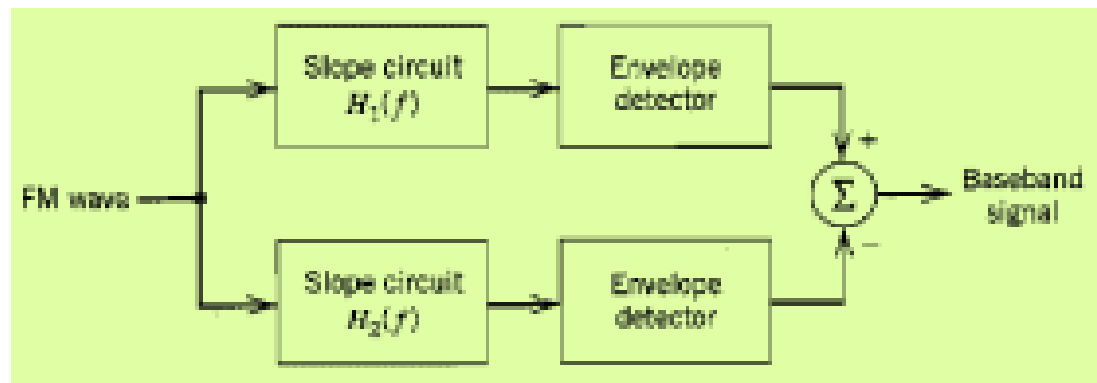 Slope circuit
H₁(f)
Envelope
detector
+
FM wave
Σ
Baseband
signal
−
Slope circuit
H₂(f)
Envelope
detector